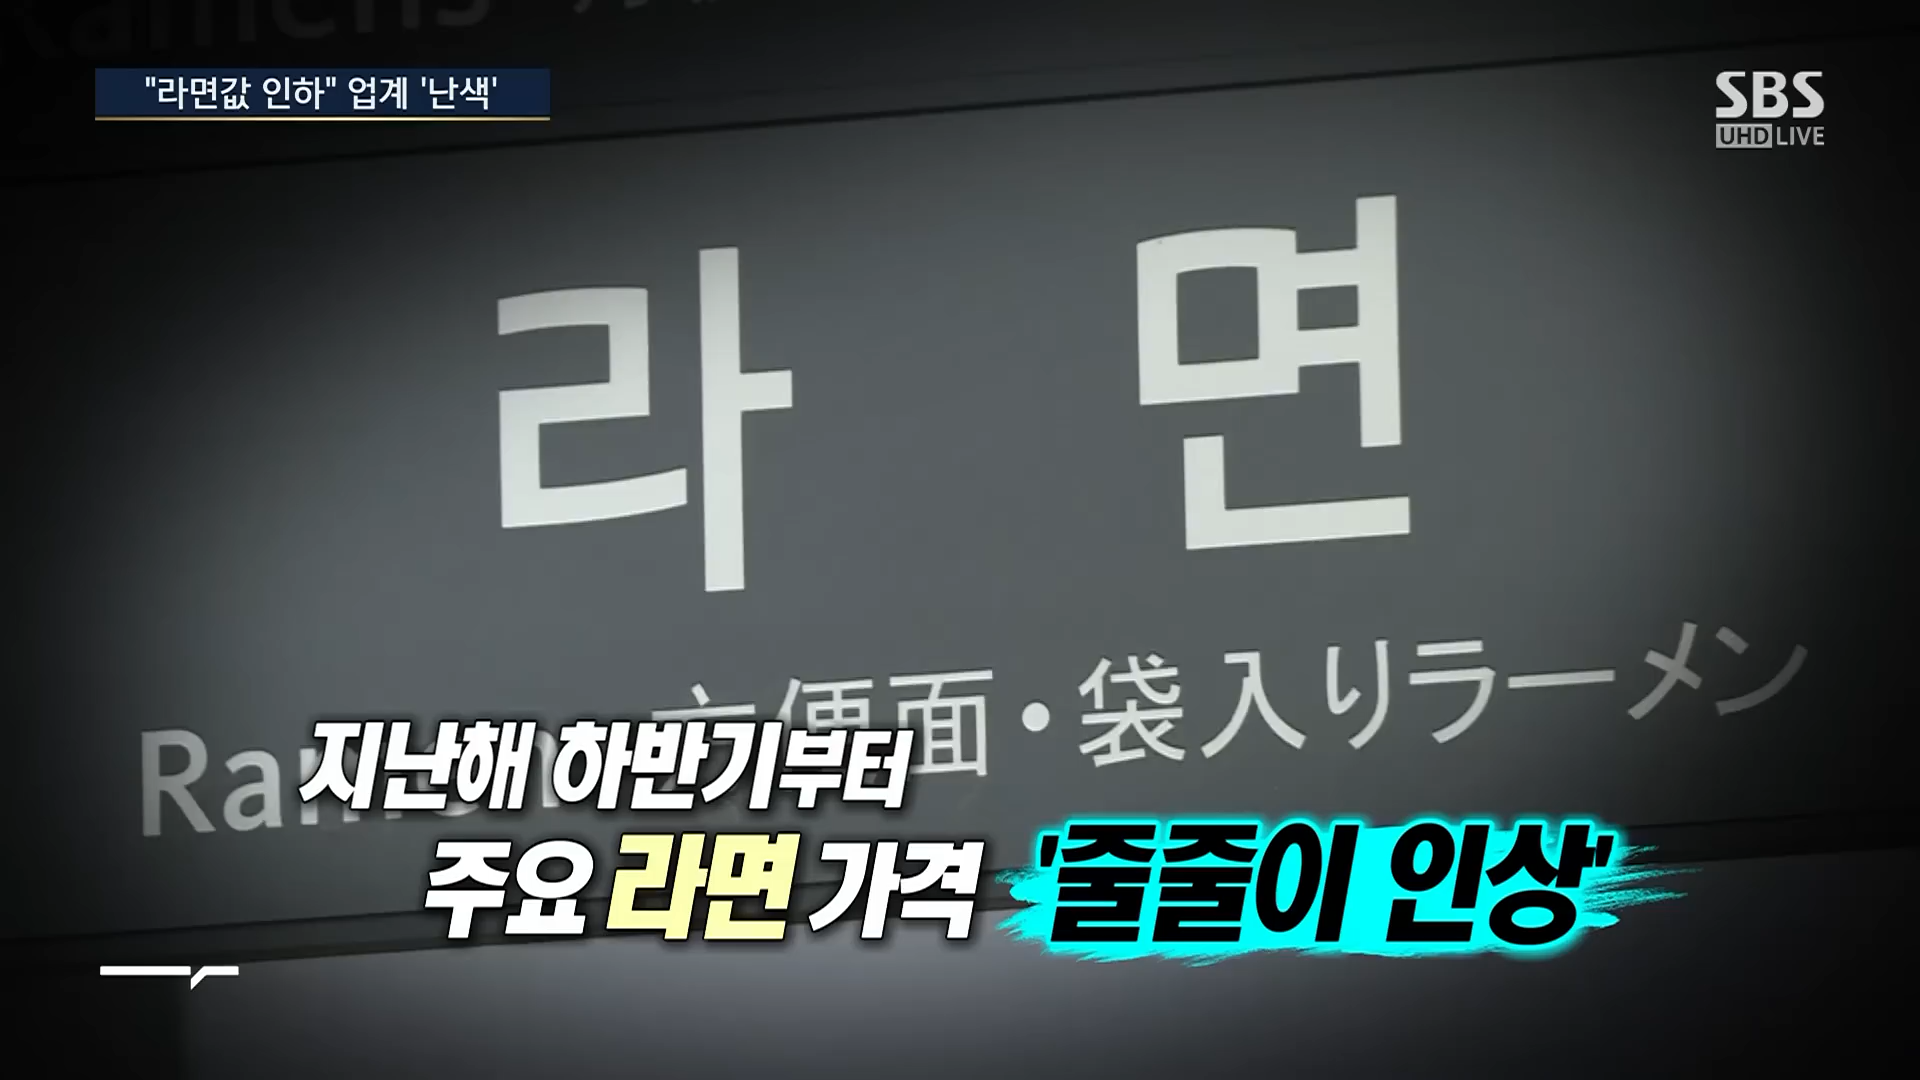 "라면값 인하" 업계 '난색'
SBS
UHD LIVE
라 면
方便面·袋入りラーメン
지난해 하반기부터
주요 라면 가격 '줄줄이 인상'